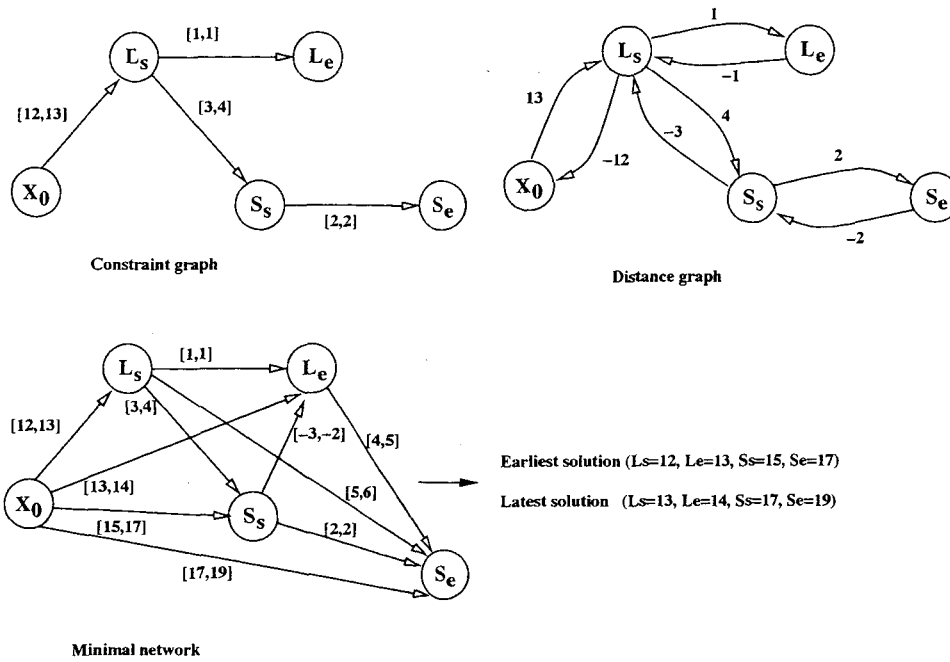 [1,1]
Ls
Le
[12,13]
[3,4]
X0
Ss
Se
[2,2]
Constraint graph
1
Ls
Le
-1
13
4
-3
-12
2
X0
Ss
Se
-2
Distance graph
[1,1]
Ls
Le
[3,4]
[12,13]
[-3,-2]
[4,5]
[13,14]
[5,6]
X0
Ss
[15,17]
[2,2]
[17,19]
Se
Earliest solution (Ls=12, Le=13, Ss=15, Se=17)
Latest solution (Ls=13, Le=14, Ss=17, Se=19)
Minimal network